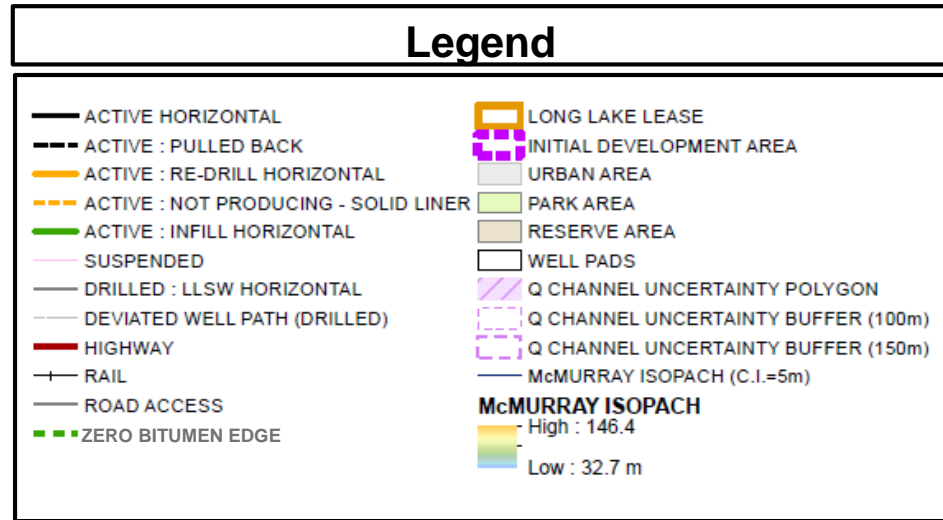 Legend
ACTIVE HORIZONTAL
ACTIVE : PULLED BACK
ACTIVE : RE-DRILL HORIZONTAL
ACTIVE : NOT PRODUCING - SOLID LINER
ACTIVE : INFILL HORIZONTAL
SUSPENDED
DRILLED : LLSW HORIZONTAL
DEVIATED WELL PATH (DRILLED)
HIGHWAY
RAIL
ROAD ACCESS
ZERO BITUMEN EDGE
LONG LAKE LEASE
INITIAL DEVELOPMENT AREA
URBAN AREA
PARK AREA
RESERVE AREA
WELL PADS
Q CHANNEL UNCERTAINTY POLYGON
Q CHANNEL UNCERTAINTY BUFFER (100m)
Q CHANNEL UNCERTAINTY BUFFER (150m)
McMURRAY ISOPACH (C.I.=5m)
McMURRAY ISOPACH
High : 146.4
Low : 32.7 m